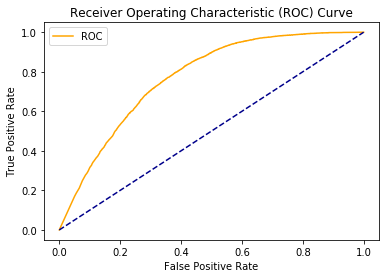 Receiver Operating Characteristic (ROC) Curve
ROC
True Positive Rate
1.0
0.8
0.6
0.4
0.2
0.0
0.0 0.2 0.4 0.6 0.8 1.0
False Positive Rate